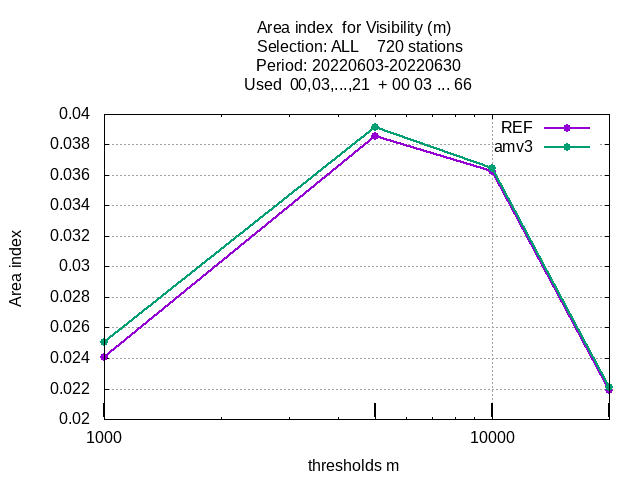 Area index  for Visibility (m)
Selection: ALL    720 stations
Period: 20220603-20220630
Used  00,03,...,21  + 00 03 ... 66
REF
amv3
0.04
0.038
0.036
0.034
0.032
0.03
0.028
0.026
0.024
0.022
0.02
Area index
1000
10000
thresholds m